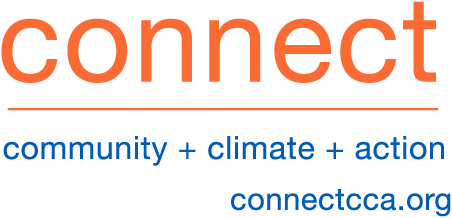 connect
community + climate + action
connectcca.org